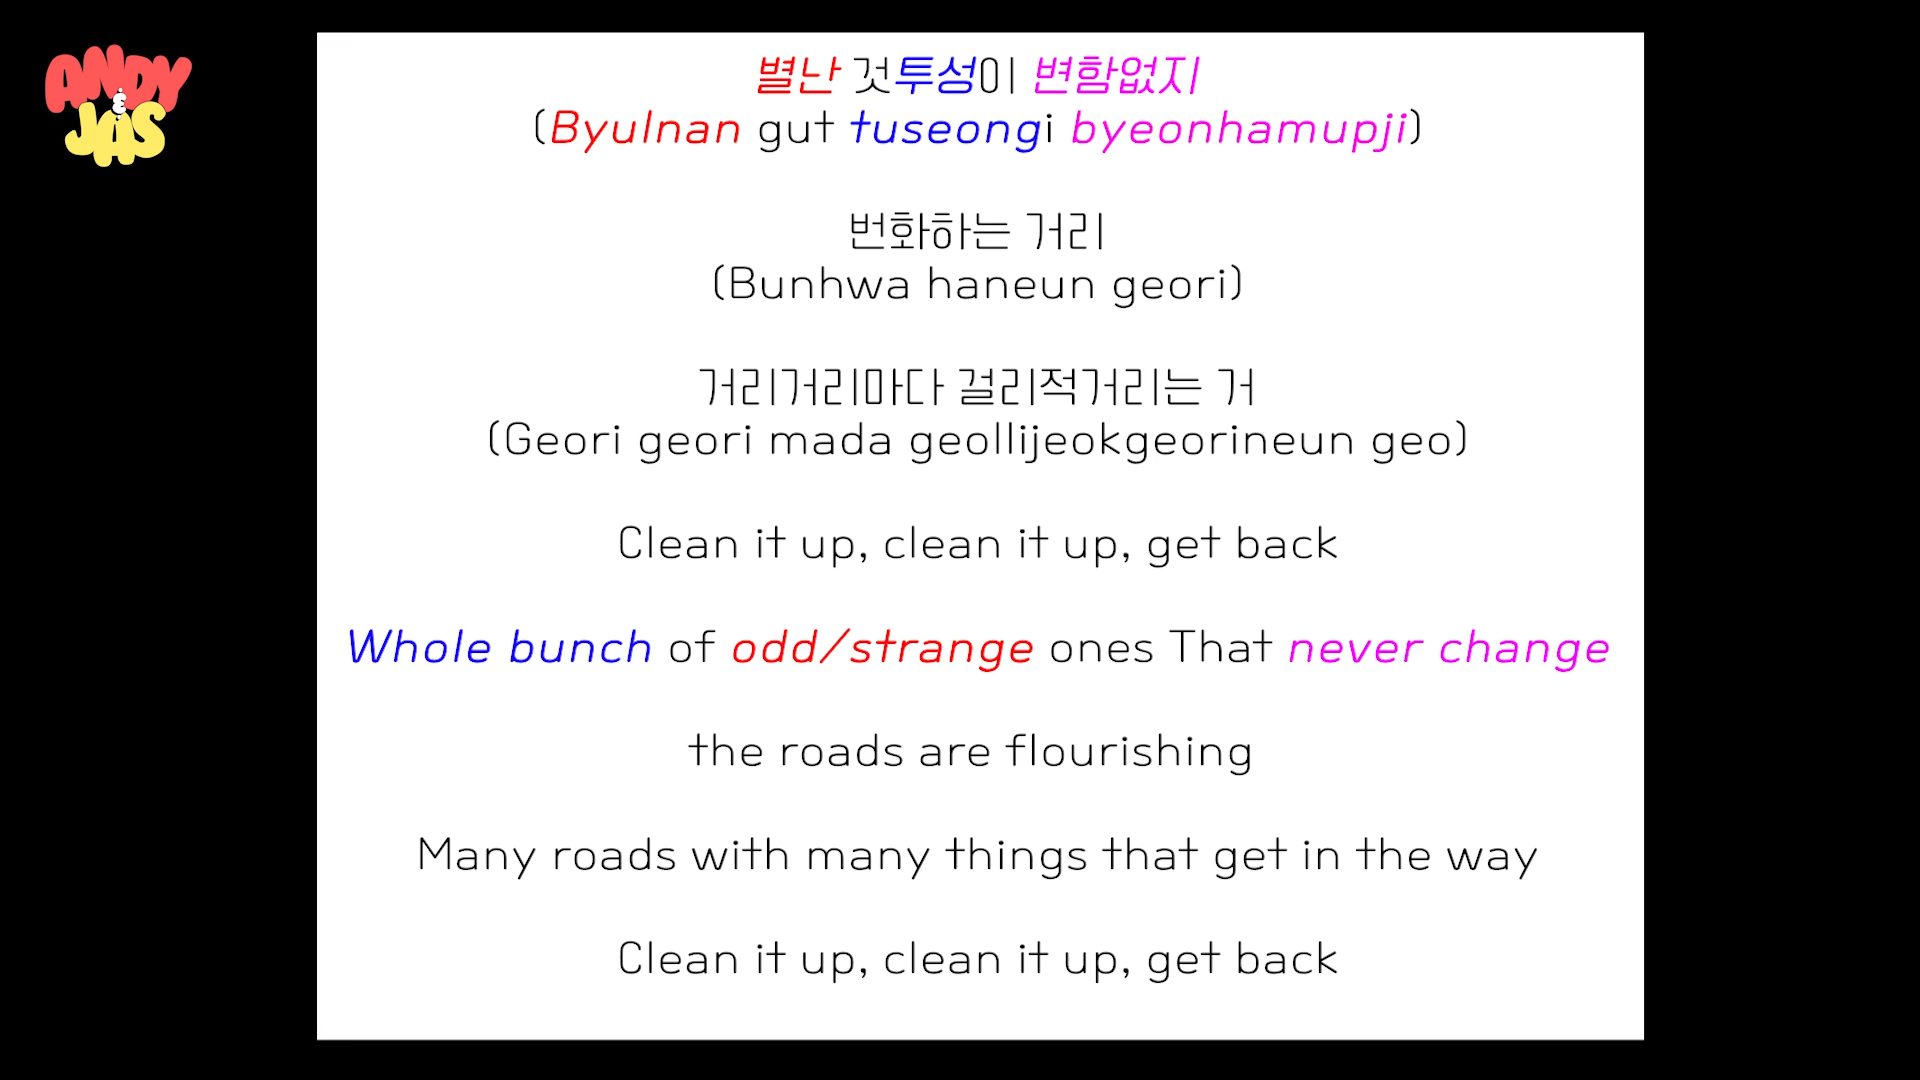 ANDY
&
JAS
별난 것투성이 변함없지
(Byulnan gut tuseongi byeonhamupji)
번화하는 거리
(Bunhwa haneun geori)
거리거리마다 걸리적거리는 거
(Geori geori mada geollijeokgeorineun geo)
Clean it up, clean it up, get back
Whole bunch of odd/strange ones That never change
the roads are flourishing
Many roads with many things that get in the way
Clean it up, clean it up, get back